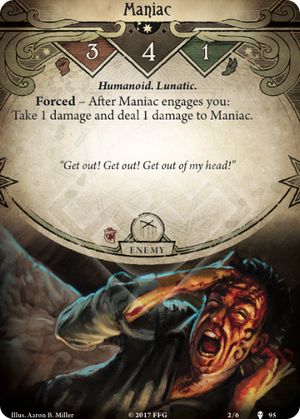 Maniac
3 4 1
Humanoid. Lunatic.
Forced – After Maniac engages you:
Take 1 damage and deal 1 damage to Maniac.
“Get out! Get out! Get out of my head!”
ENEMY
Illus. Aaron B. Miller © 2017 FFG 2/6 95